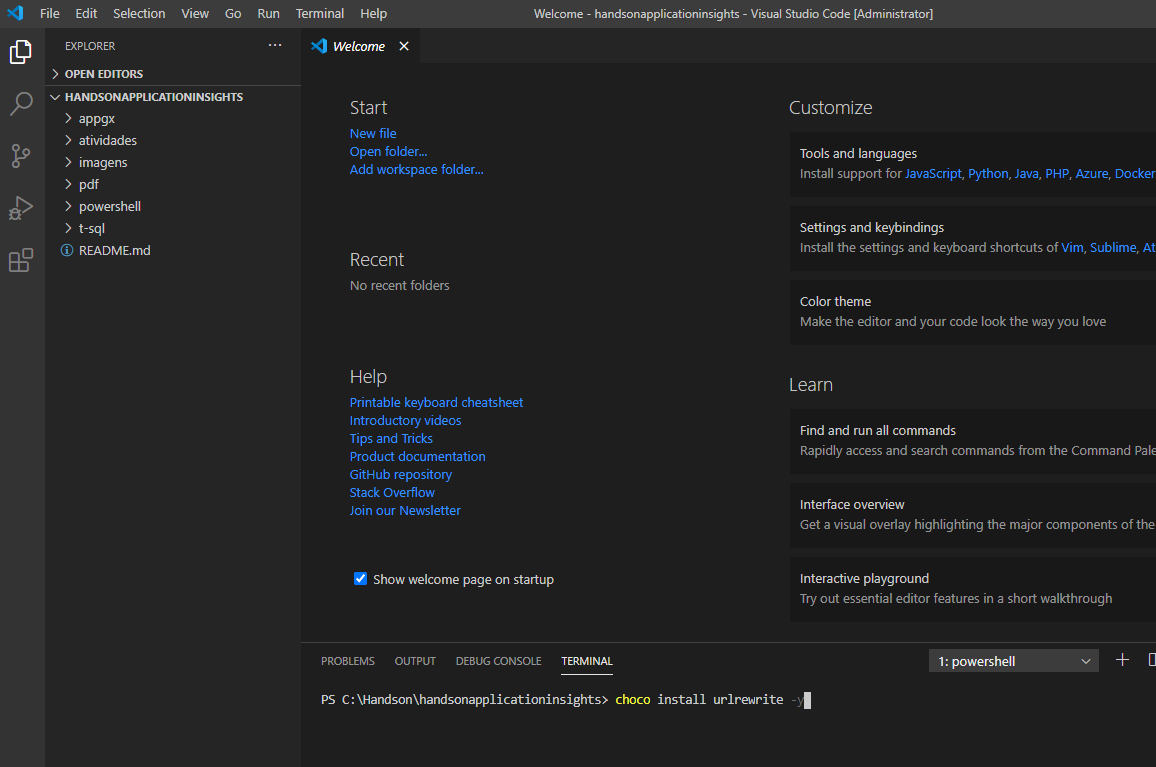 File Edit Selection View Go Run Terminal Help
Welcome - handsonapplicationinsights - Visual Studio Code [Administrator]
EXPLORER ...
OPEN EDITORS
HANDSONAPPLICATIONINSIGHTS
appgx
atividades
imagens
pdf
powershell
t-sql
README.md
Welcome
Start
New file
Open folder...
Add workspace folder...
Recent
No recent folders
Help
Printable keyboard cheatsheet
Introductory videos
Tips and Tricks
Product documentation
GitHub repository
Stack Overflow
Join our Newsletter
Show welcome page on startup
Customize
Tools and languages
Install support for JavaScript, Python, Java, PHP, Azure, Docker
Settings and keybindings
Install the settings and keyboard shortcuts of Vim, Sublime, At
Color theme
Make the editor and your code look the way you love
Learn
Find and run all commands
Rapidly access and search commands from the Command Pale
Interface overview
Get a visual overlay highlighting the major components of the
Interactive playground
Try out essential editor features in a short walkthrough
PROBLEMS OUTPUT DEBUG CONSOLE TERMINAL
1: powershell
PS C:\Handson\handsonapplicationinsights> choco install urlrewrite -y